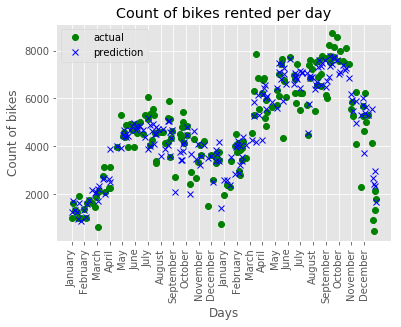 Count of bikes rented per day
actual
prediction
Count of bikes
8000
6000
4000
2000
January
February
March
April
May
June
July
August
September
October
November
December
January
February
March
April
May
June
July
August
September
October
November
December
Days